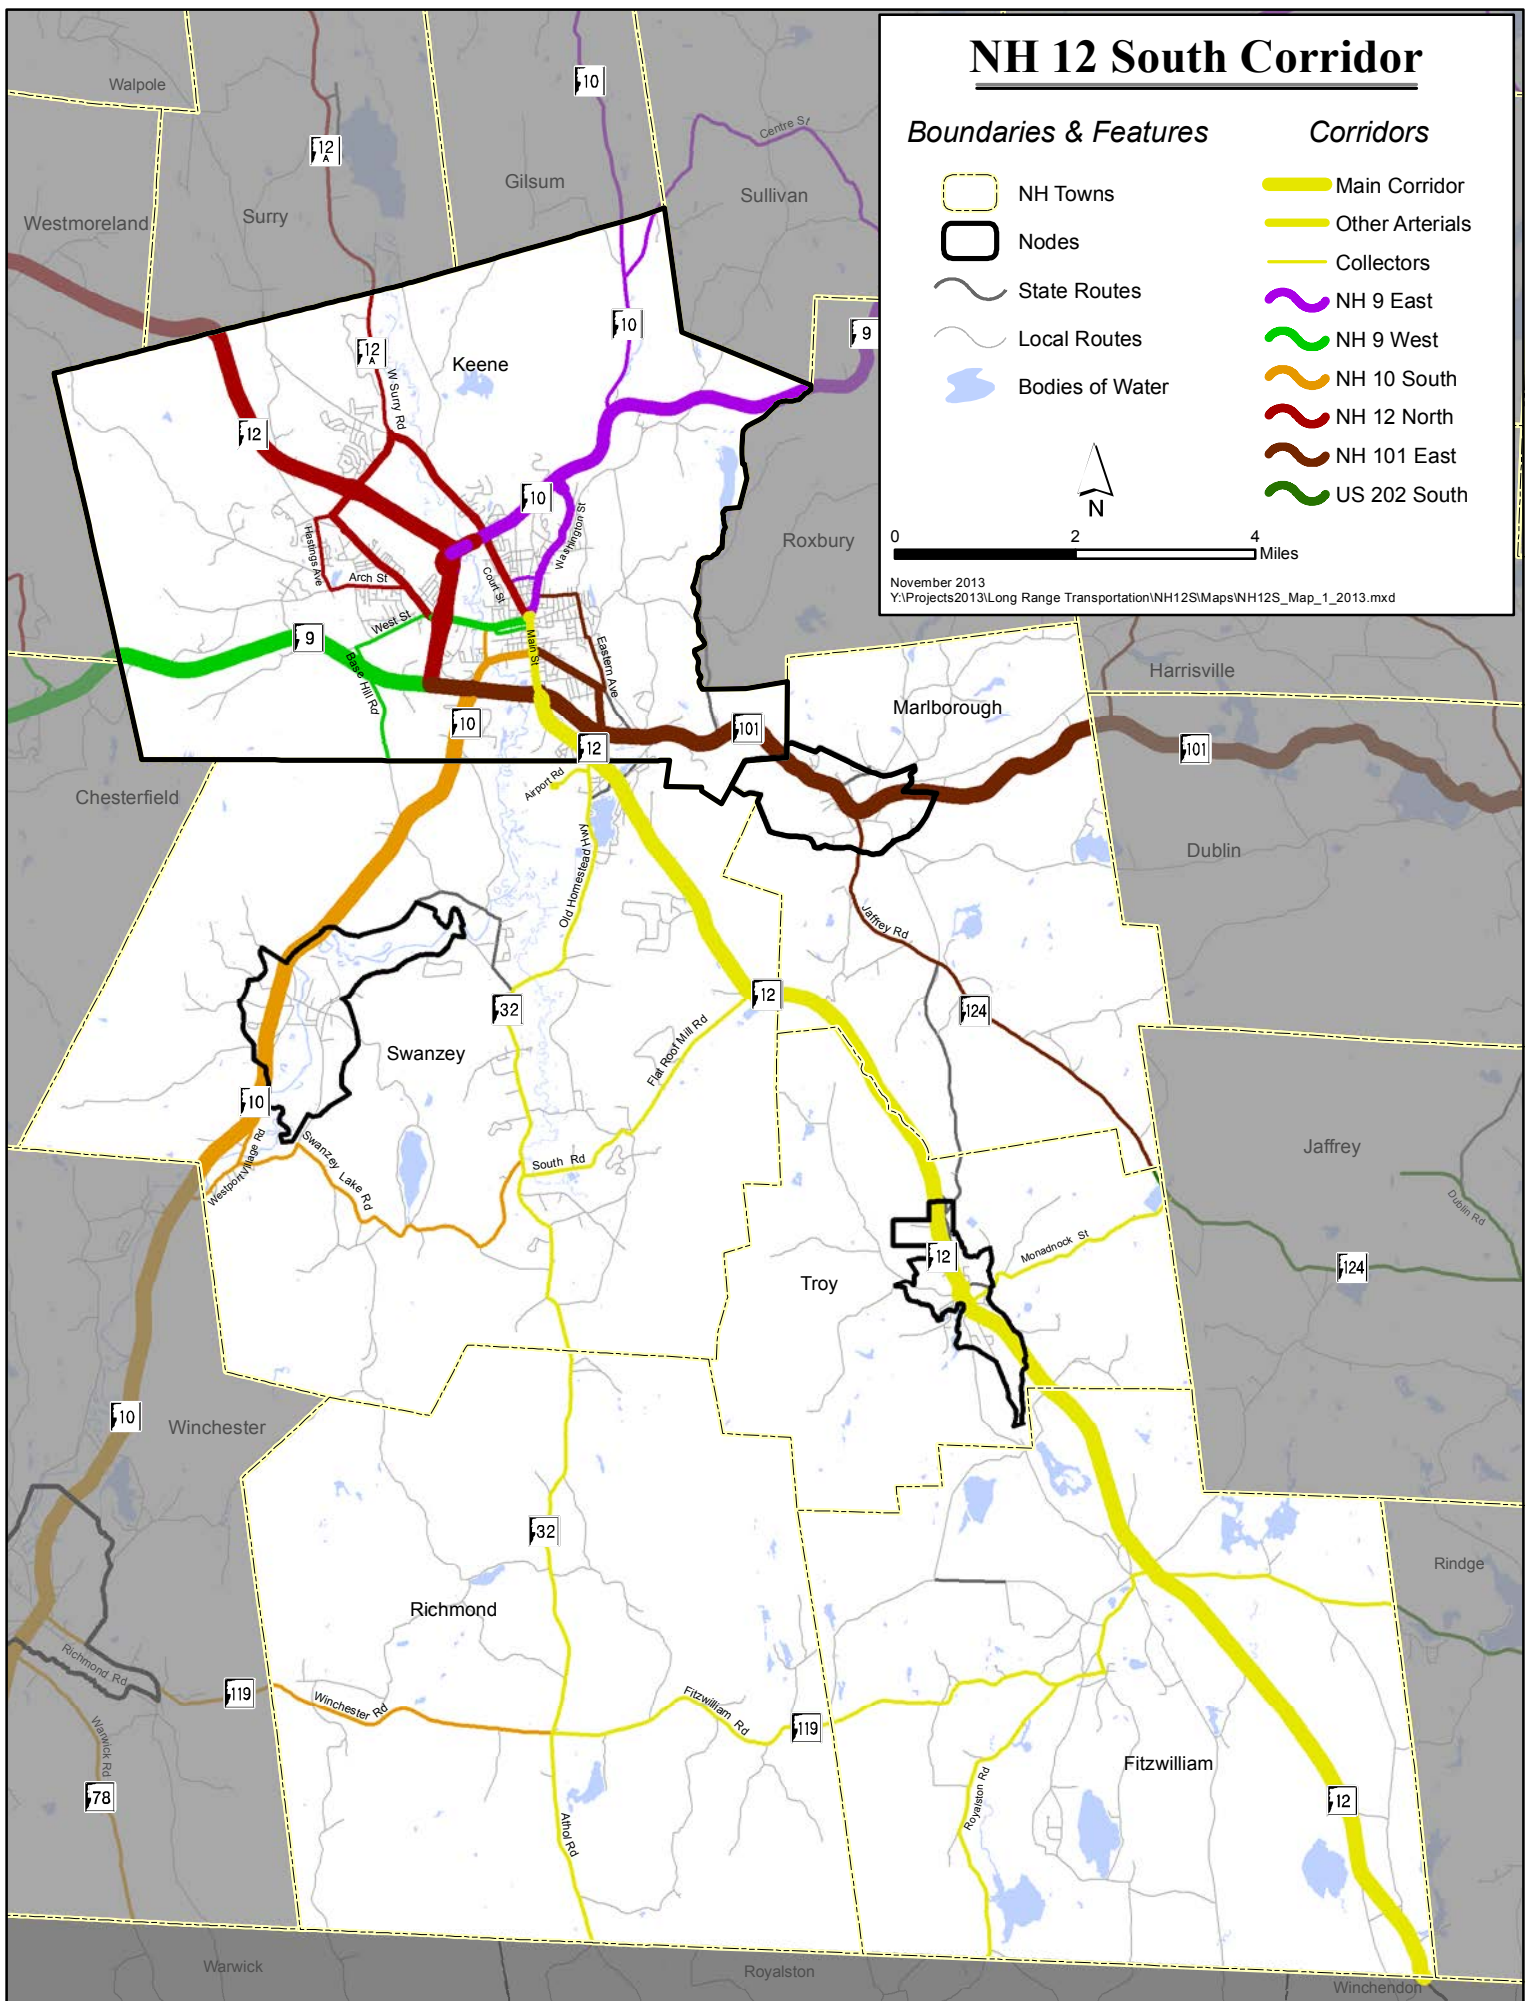 NH 12 South Corridor
Boundaries & Features
NH Towns
Nodes
State Routes
Local Routes
Bodies of Water
Corridors
Main Corridor
Other Arterials
Collectors
NH 9 East
NH 9 West
NH 10 South
NH 12 North
NH 101 East
US 202 South
N
0 2 4 Miles
November 2013
Y:\Projects2013\Long Range Transportation\NH12S\Maps\NH12S_Map_1_2013.mxd
Walpole
10
12
A
Centre St
Gilsum
Sullivan
Westmoreland
Surry
10
9
12
A
Keene
W Surry Rd
12
10
Washington St
Roxbury
Hastings Ave
Arch St
Court St
West St
9
Main St
Eastern Ave
Base Hill Rd
Harrisville
Marlborough
10
101
12
101
Airport Rd
Chesterfield
Old Homestead Hwy
Dublin
Jaffrey Rd
12
32
124
Swanzey
Flat Roof Mill Rd
10
Westport Village Rd
Swanzey Lake Rd
South Rd
Jaffrey
Dublin Rd
Monadnock St
12
124
Troy
10
Winchester
32
Rindge
Richmond
Richmond Rd
119
Winchester Rd
Fitzwilliam Rd
119
Warwick Rd
Fitzwilliam
78
Royalston Rd
12
Athol Rd
Warwick
Royalston
Winchendon